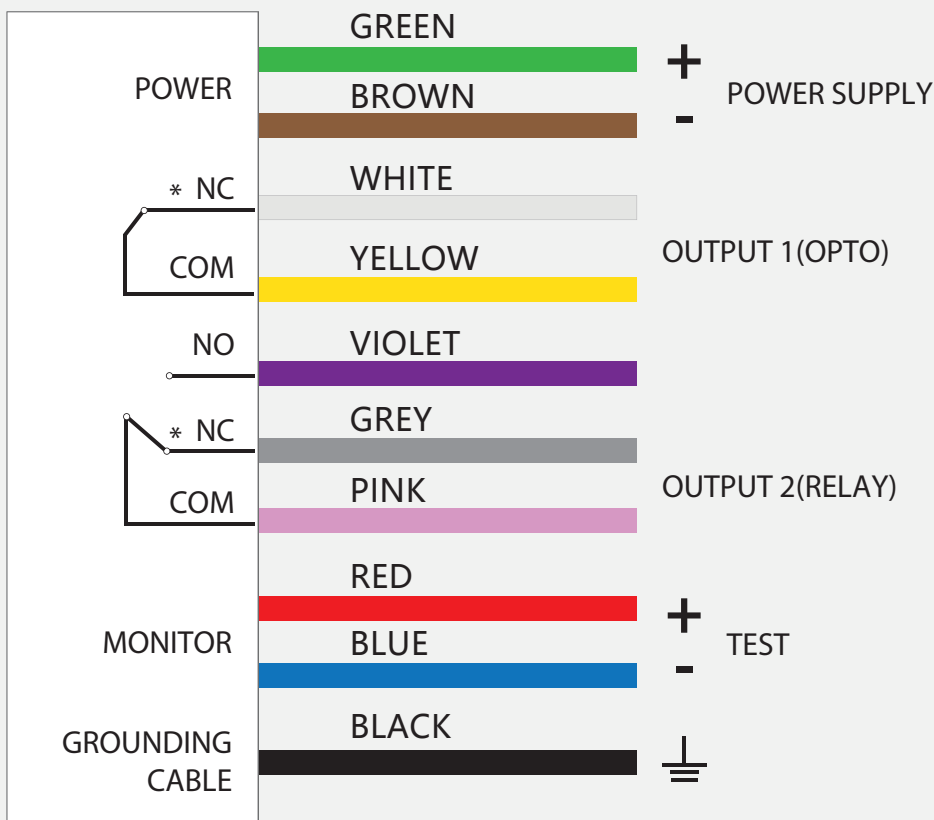 GREEN
POWER
+
BROWN
POWER SUPPLY
-
* NC
WHITE
COM
YELLOW
OUTPUT 1(OPTO)
NO
VIOLET
* NC
GREY
COM
PINK
OUTPUT 2(RELAY)
RED
+
MONITOR
BLUE
TEST
-
GROUNDING
CABLE
BLACK